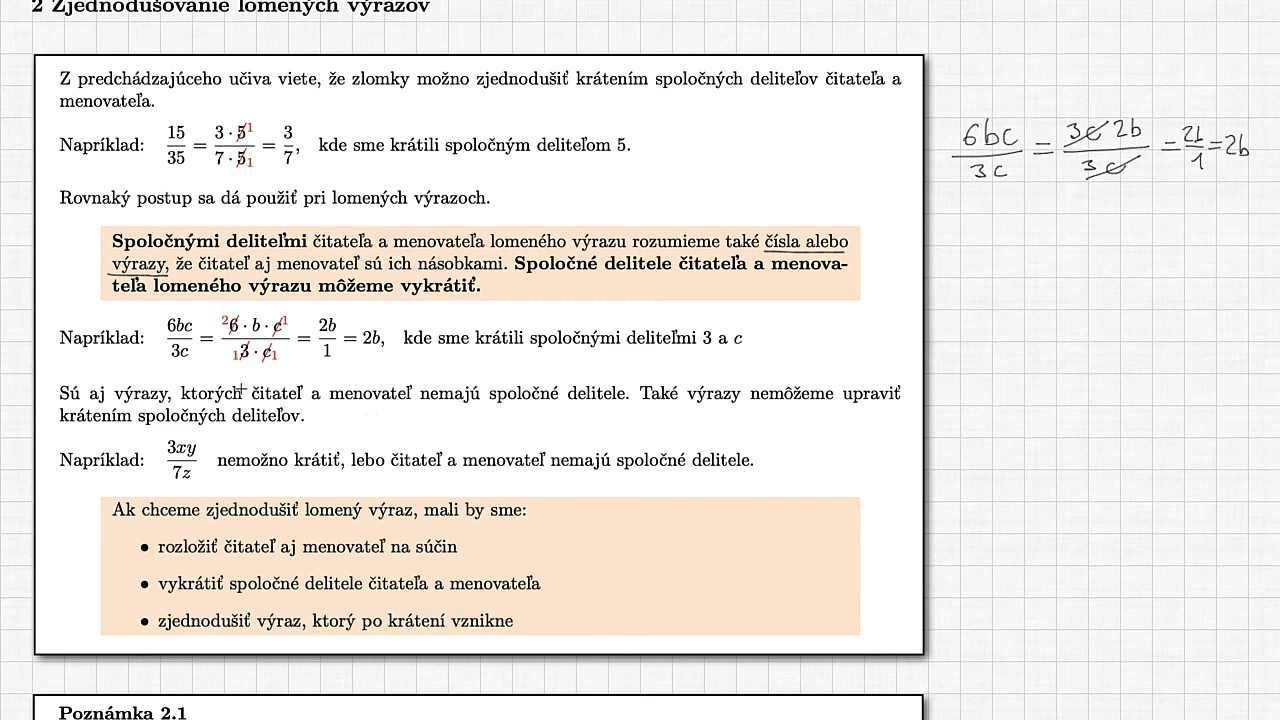 2 Zjednodušovanie lomených výrazov
Z predchádzajúceho učiva viete, že zlomky možno zjednodušiť krátením spoločných deliteľov čitateľa a
menovateľa.
Napríklad: 15/35 = (3 · 5 1)/(7 · 5 1) = 3/7, kde sme krátili spoločným deliteľom 5.
Rovnaký postup sa dá použiť pri lomených výrazoch.
Spoločnými deliteľmi čitateľa a menovateľa lomeného výrazu rozumieme také čísla alebo
výrazy, že čitateľ aj menovateľ sú ich násobkami. Spoločné delitele čitateľa a menova-
teľa lomeného výrazu môžeme vykrátiť.
Napríklad: 6bc/3c = (2 6 · b · c 1)/(1 3 · c 1) = 2b/1 = 2b, kde sme krátili spoločnými deliteľmi 3 a c
Sú aj výrazy, ktorých čitateľ a menovateľ nemajú spoločné delitele. Také výrazy nemôžeme upraviť
krátením spoločných deliteľov.
Napríklad: 3xy/7z nemožno krátiť, lebo čitateľ a menovateľ nemajú spoločné delitele.
Ak chceme zjednodušiť lomený výraz, mali by sme:
• rozložiť čitateľ aj menovateľ na súčin
• vykrátiť spoločné delitele čitateľa a menovateľa
• zjednodušiť výraz, ktorý po krátení vznikne
Poznámka 2.1
6bc/3c = (3c 2b)/(3c) = 2b/1 = 2b